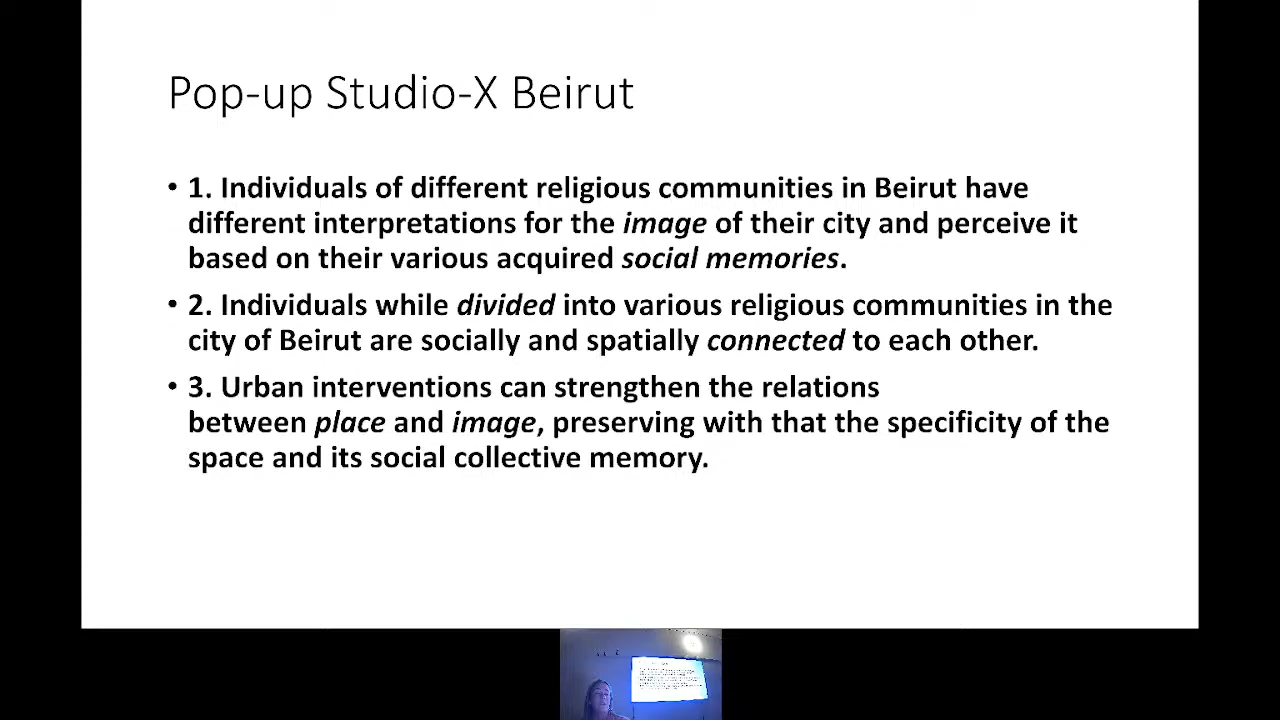 Pop-up Studio-X Beirut
• 1. Individuals of different religious communities in Beirut have
different interpretations for the image of their city and perceive it
based on their various acquired social memories.
• 2. Individuals while divided into various religious communities in the
city of Beirut are socially and spatially connected to each other.
• 3. Urban interventions can strengthen the relations
between place and image, preserving with that the specificity of the
space and its social collective memory.